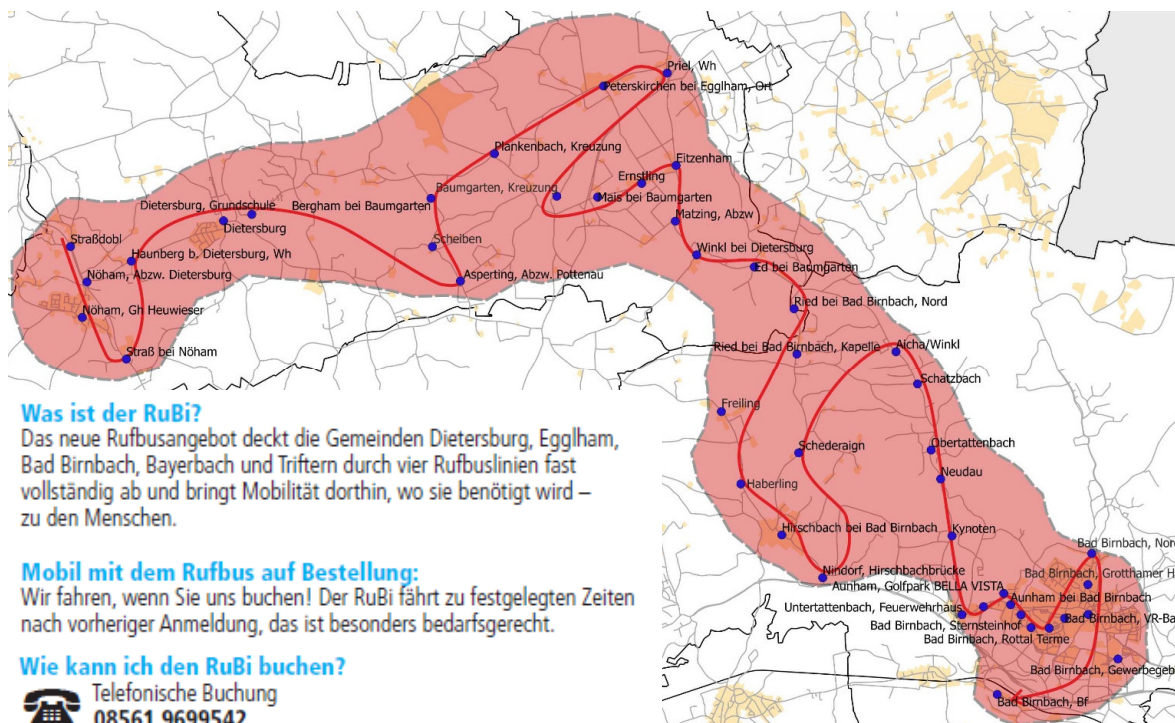 Priel, Wh
Peterskirchen bei Egglham, Ort
Plankenbach, Kreuzung
Eitzenham
Ernstling
Baumgarten, Kreuzung
Mais bei Baumgarten
Dietersburg, Grundschule
Bergham bei Baumgarten
Dietersburg
Matzing, Abzw
Straßdobl
Scheiben
Winkl bei Dietersburg
Haunberg b. Dietersburg, Wh
Ed bei Baumgarten
Nöham, Abzw. Dietersburg
Asperting, Abzw. Pottenau
Ried bei Bad Birnbach, Nord
Nöham, Gh Heuwieser
Straß bei Nöham
Ried bei Bad Birnbach, Kapelle
Aicha/Winkl
Schatzbach
Freiling
Schederaign
Obertattenbach
Neudau
Haberling
Hirschbach bei Bad Birnbach
Kynoten
Bad Birnbach, Nor
Nindorf, Hirschbachbrücke
Bad Birnbach, Grotthamer H
Aunham, Golfpark BELLA VISTA
Aunham bei Bad Birnbach
Untertattenbach, Feuerwehrhaus
Bad Birnbach, Sternsteinhof
Bad Birnbach, VR-Ba
Bad Birnbach, Rottal Terme
Bad Birnbach, Gewerbegeb
Bad Birnbach, Bf
Was ist der RuBi?
Das neue Rufbusangebot deckt die Gemeinden Dietersburg, Egglham,
Bad Birnbach, Bayerbach und Triftern durch vier Rufbuslinien fast
vollständig ab und bringt Mobilität dorthin, wo sie benötigt wird –
zu den Menschen.
Mobil mit dem Rufbus auf Bestellung:
Wir fahren, wenn Sie uns buchen! Der RuBi fährt zu festgelegten Zeiten
nach vorheriger Anmeldung, das ist besonders bedarfsgerecht.
Wie kann ich den RuBi buchen?
Telefonische Buchung
08561 9699542